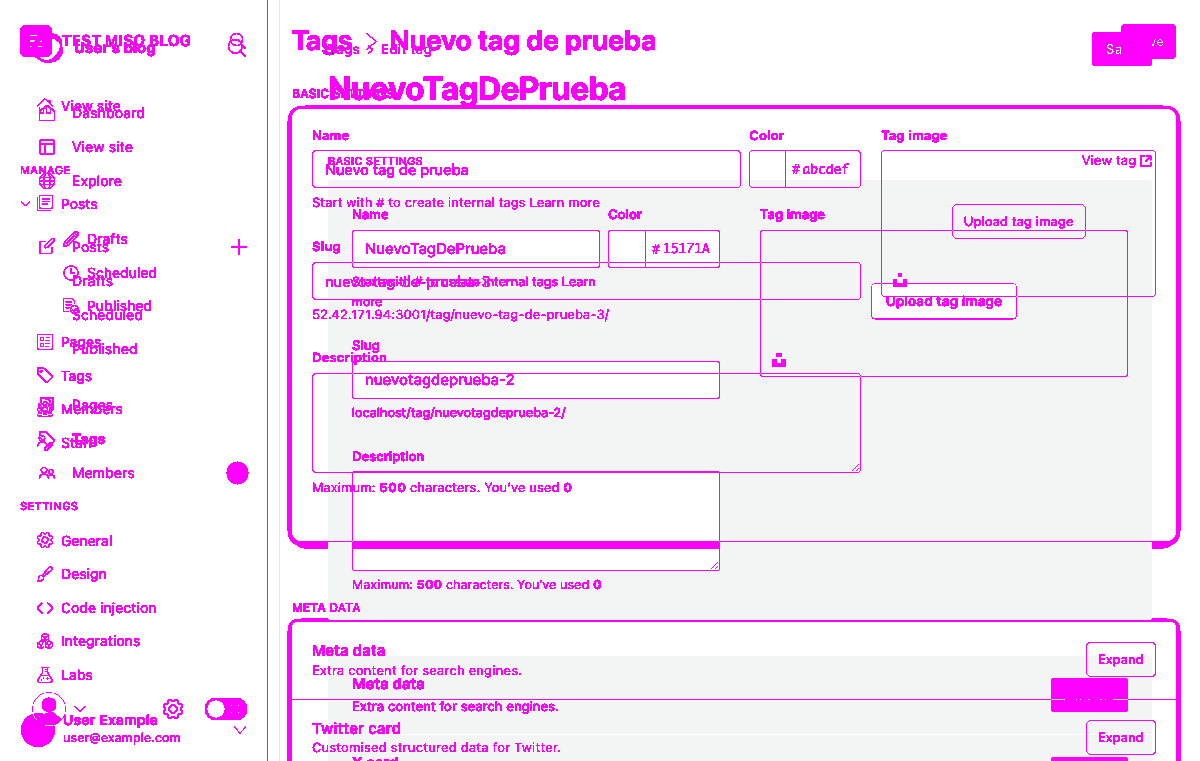 TEST MISO BLOG
User's Blog
View site
Dashboard
View site
MANAGE
Explore
Posts
Drafts
Posts
Scheduled
Drafts
Published
Scheduled
Pages
Published
Tags
Pages
Members
Tags
Staff
Members
SETTINGS
General
Design
Code injection
Integrations
Labs
User Example
user@example.com
Tags > Nuevo tag de prueba
Tags > Edit tag
Sa
ve
NuevoTagDePrueba
BASIC SETTINGS
Name
Color
Tag image
BASIC SETTINGS
View tag
Nuevo tag de prueba
#abcdef
Start with # to create internal tags Learn more
Name
Color
Tag image
Upload tag image
Slug
NuevoTagDePrueba
#15171A
nuevo-tag-de-prueba-3
Start with # to create internal tags Learn
more
Upload tag image
52.42.171.94:3001/tag/nuevo-tag-de-prueba-3/
Slug
Description
nuevotagdeprueba-2
localhost/tag/nuevotagdeprueba-2/
Description
Maximum: 500 characters. You've used 0
Maximum: 500 characters. You've used 0
META DATA
Meta data
Extra content for search engines.
Expand
Meta data
Extra content for search engines.
Twitter card
Customised structured data for Twitter.
Expand
X card